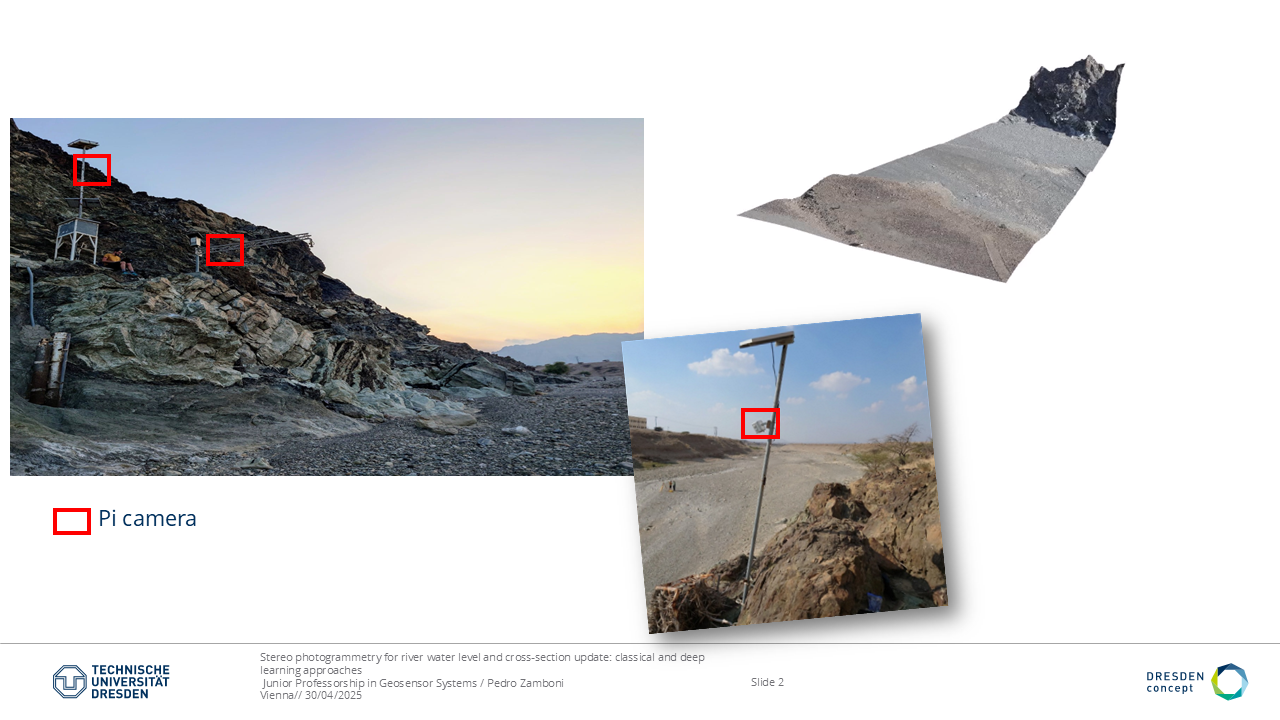 Pi camera
TECHNISCHE
UNIVERSITÄT
DRESDEN
Stereo photogrammetry for river water level and cross-section update: classical and deep
learning approaches
Junior Professorship in Geosensor Systems / Pedro Zamboni
Vienna// 30/04/2025
Slide 2
DRESDEN
concept